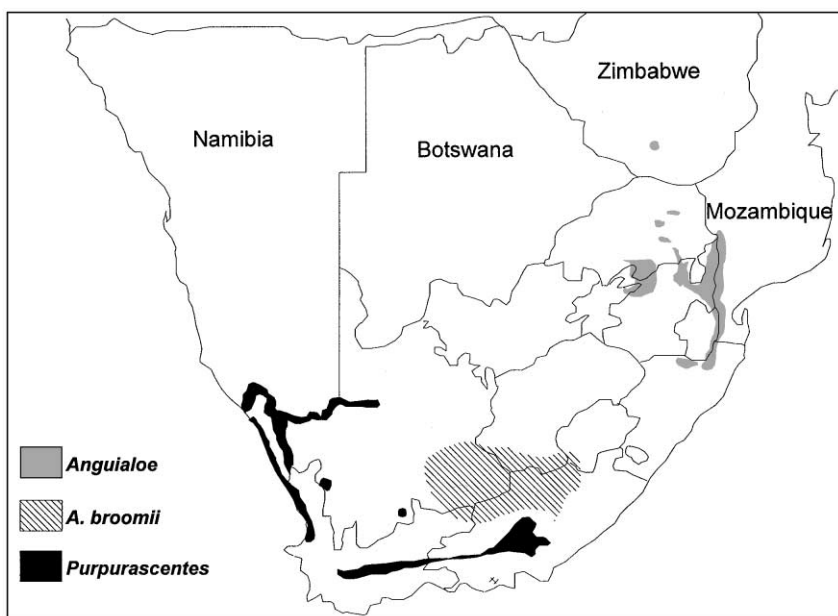 Zimbabwe
Namibia
Botswana
Mozambique
Anguialoe
A. broomii
Purpurascentes